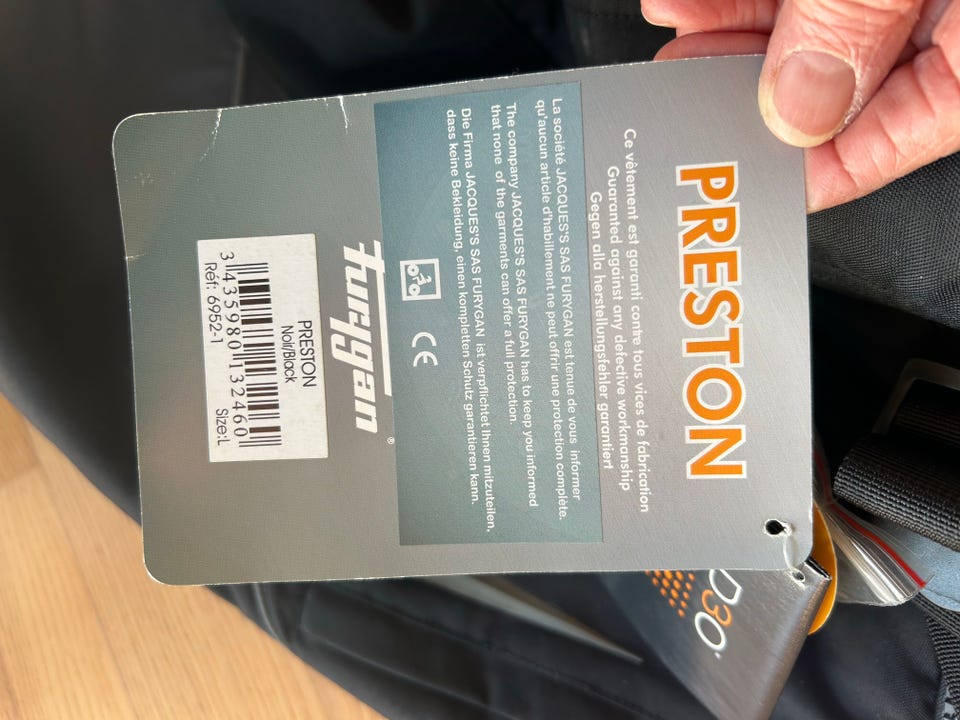 PRESTON
Ce vêtement est garanti contre tous vices de fabrication
Guaranted against any defective workmanship
Gegen alla herstellungsfehler garantiert
La société JACQUES'S SAS FURYGAN est tenue de vous informer
qu'aucun article d'habillement ne peut offrir une protection complète.
The company JACQUES'S SAS FURYGAN has to keep you informed
that none of the garments can offer a full protection.
Die Firma JACQUES'S SAS FURYGAN ist verpflichtet Ihnen mitzuteilen,
dass keine Bekleidung, einen kompletten Schutz garantieren kann.
CE
furygan®
PRESTON
Noir/Black
3 435980 132460
Réf: 6952-1 Size:L
D3O